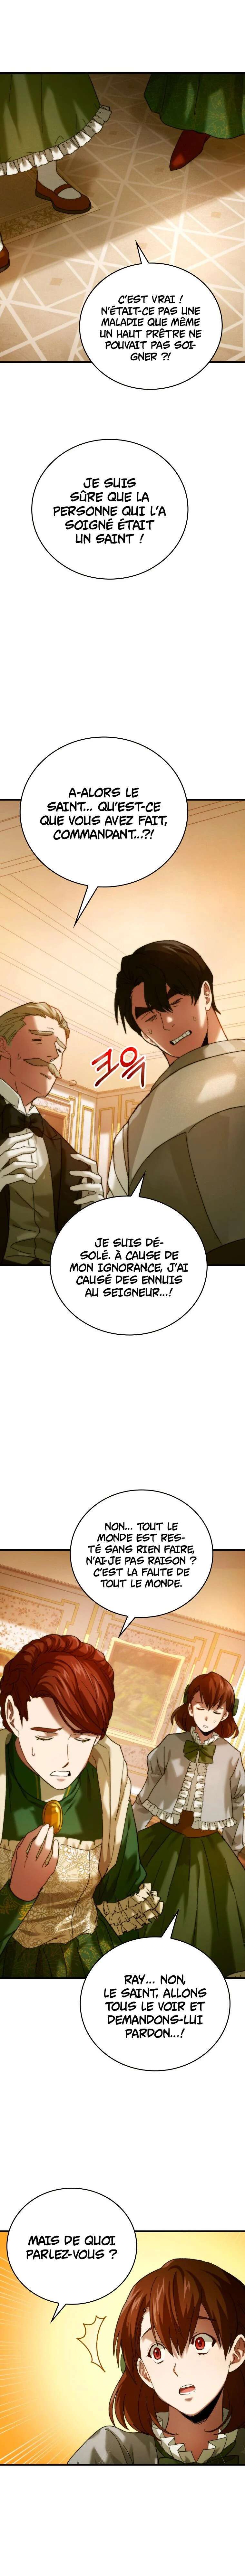 C'EST VRAI !
N'ÉTAIT-CE PAS UNE
MALADIE QUE MÊME
UN HAUT PRÊTRE NE
POUVAIT PAS SOI-
GNER ?!
JE SUIS
SÛRE QUE LA
PERSONNE QUI L'A
SOIGNÉ ÉTAIT
UN SAINT !
A-ALORS LE
SAINT... QU'EST-CE
QUE VOUS AVEZ FAIT,
COMMANDANT...?!
크윽
JE SUIS DÉ-
SOLÉ. À CAUSE DE
MON IGNORANCE, J'AI
CAUSÉ DES ENNUIS
AU SEIGNEUR...!
NON... TOUT LE
MONDE EST RES-
TÉ SANS RIEN FAIRE,
N'AI-JE PAS RAISON ?
C'EST LA FAUTE DE
TOUT LE MONDE.
RAY... NON,
LE SAINT, ALLONS
TOUS LE VOIR ET
DEMANDONS-LUI
PARDON...!
MAIS DE QUOI
PARLEZ-VOUS ?